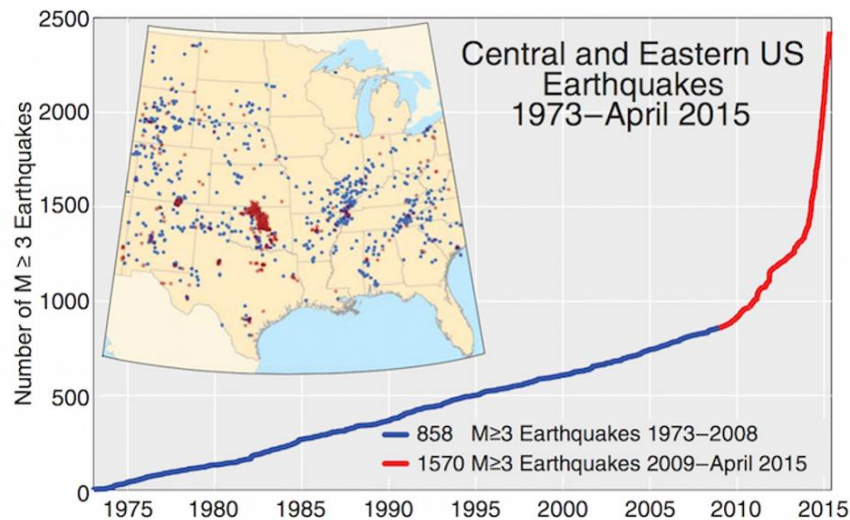 Central and Eastern US
Earthquakes
1973–April 2015
Number of M ≥ 3 Earthquakes
2500
2000
1500
1000
500
0
858 M≥3 Earthquakes 1973–2008
1570 M≥3 Earthquakes 2009–April 2015
1975 1980 1985 1990 1995 2000 2005 2010 2015